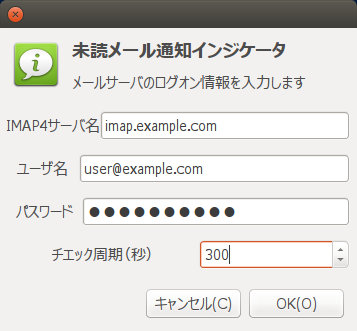 未読メール通知インジケータ
メールサーバのログオン情報を入力します
IMAP4サーバ名 imap.example.com
ユーザ名 user@example.com
パスワード ●●●●●●●●●●
チェック周期(秒) 300
キャンセル(C) OK(O)